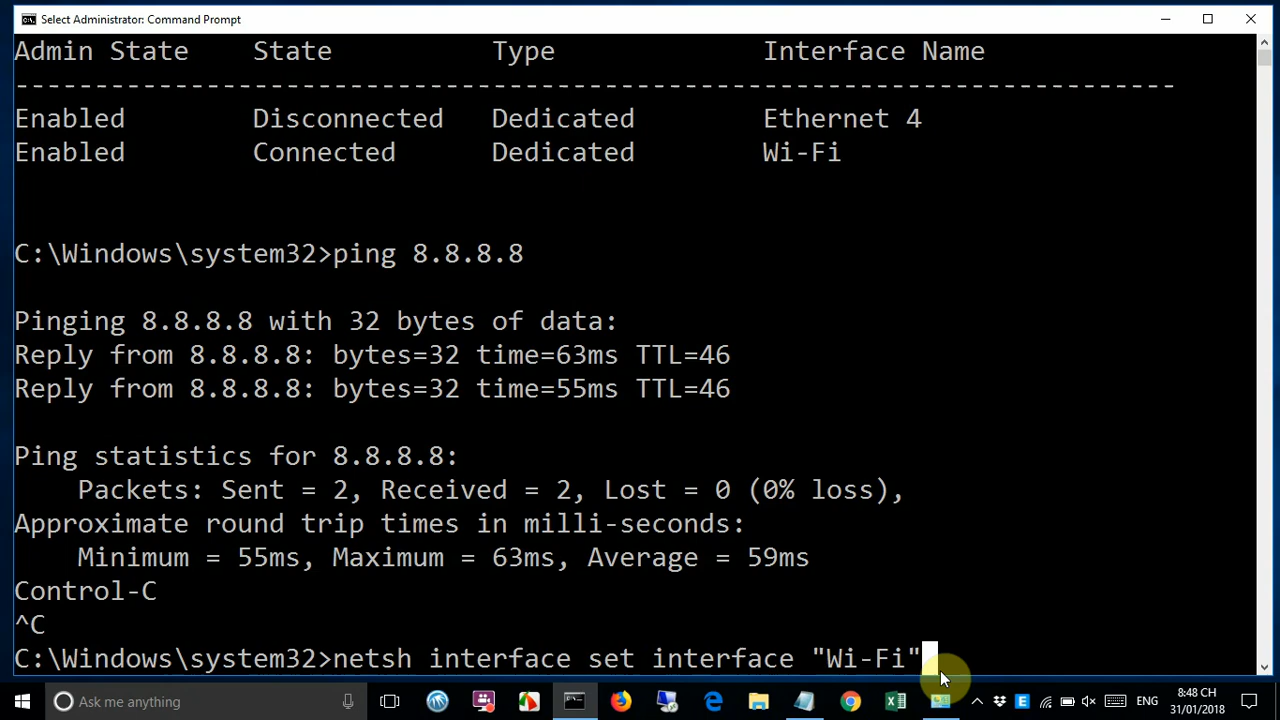 Select Administrator: Command Prompt
Admin State State Type Interface Name
-------------------------------------------------------------------------
Enabled Disconnected Dedicated Ethernet 4
Enabled Connected Dedicated Wi-Fi
C:\Windows\system32>ping 8.8.8.8
Pinging 8.8.8.8 with 32 bytes of data:
Reply from 8.8.8.8: bytes=32 time=63ms TTL=46
Reply from 8.8.8.8: bytes=32 time=55ms TTL=46
Ping statistics for 8.8.8.8:
Packets: Sent = 2, Received = 2, Lost = 0 (0% loss),
Approximate round trip times in milli-seconds:
Minimum = 55ms, Maximum = 63ms, Average = 59ms
Control-C
^C
C:\Windows\system32>netsh interface set interface "Wi-Fi"
Ask me anything
ENG
8:48 CH
31/01/2018